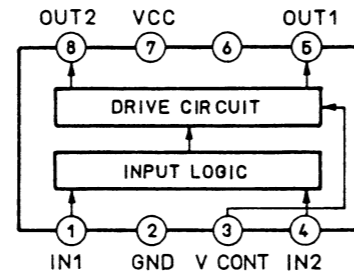 OUT2 VCC OUT1
8 7 6 5
DRIVE CIRCUIT
INPUT LOGIC
1 2 3 4
IN1 GND V CONT IN2